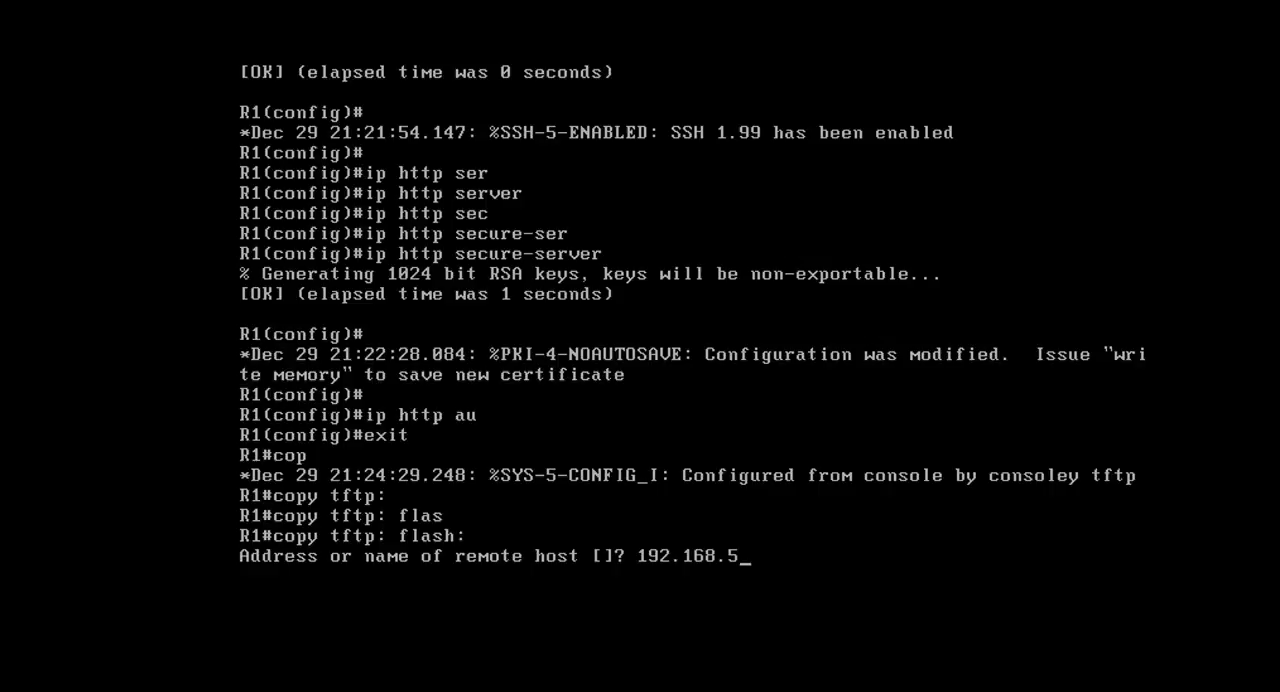 [OK] (elapsed time was 0 seconds)
R1(config)#
*Dec 29 21:21:54.147: %SSH-5-ENABLED: SSH 1.99 has been enabled
R1(config)#
R1(config)#ip http ser
R1(config)#ip http server
R1(config)#ip http sec
R1(config)#ip http secure-ser
R1(config)#ip http secure-server
% Generating 1024 bit RSA keys, keys will be non-exportable...
[OK] (elapsed time was 1 seconds)
R1(config)#
*Dec 29 21:22:28.084: %PKI-4-NOAUTOSAVE: Configuration was modified.  Issue "wri
te memory" to save new certificate
R1(config)#
R1(config)#ip http au
R1(config)#exit
R1#cop
*Dec 29 21:24:29.248: %SYS-5-CONFIG_I: Configured from console by consoley tftp
R1#copy tftp:
R1#copy tftp: flas
R1#copy tftp: flash:
Address or name of remote host []? 192.168.5_